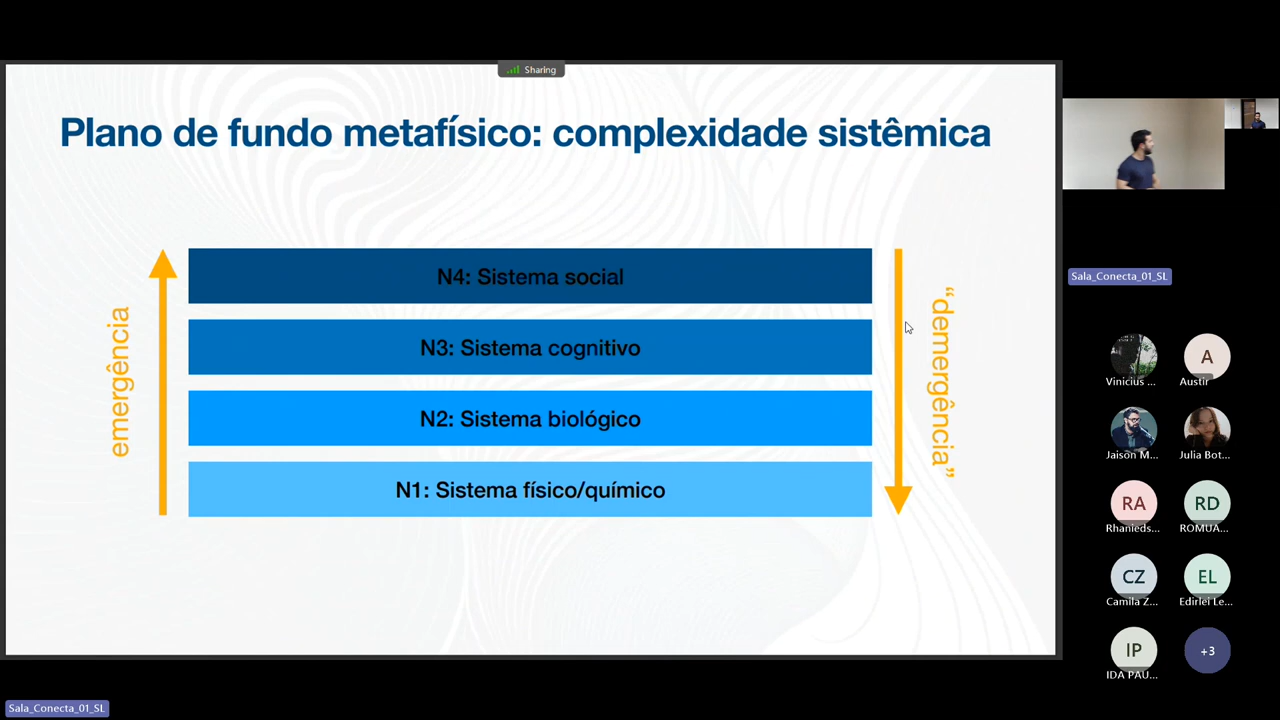 Sharing
Plano de fundo metafísico: complexidade sistêmica
emergência
N4: Sistema social
N3: Sistema cognitivo
N2: Sistema biológico
N1: Sistema físico/químico
“demergência”
Sala_Conecta_01_SL
Vinicius ...
A
Austir
Jaison M...
Julia Bot...
RA
Rhanieds...
RD
ROMUA...
CZ
Camila Z...
EL
Edirlei Le...
IP
IDA PAU...
+3
Sala_Conecta_01_SL